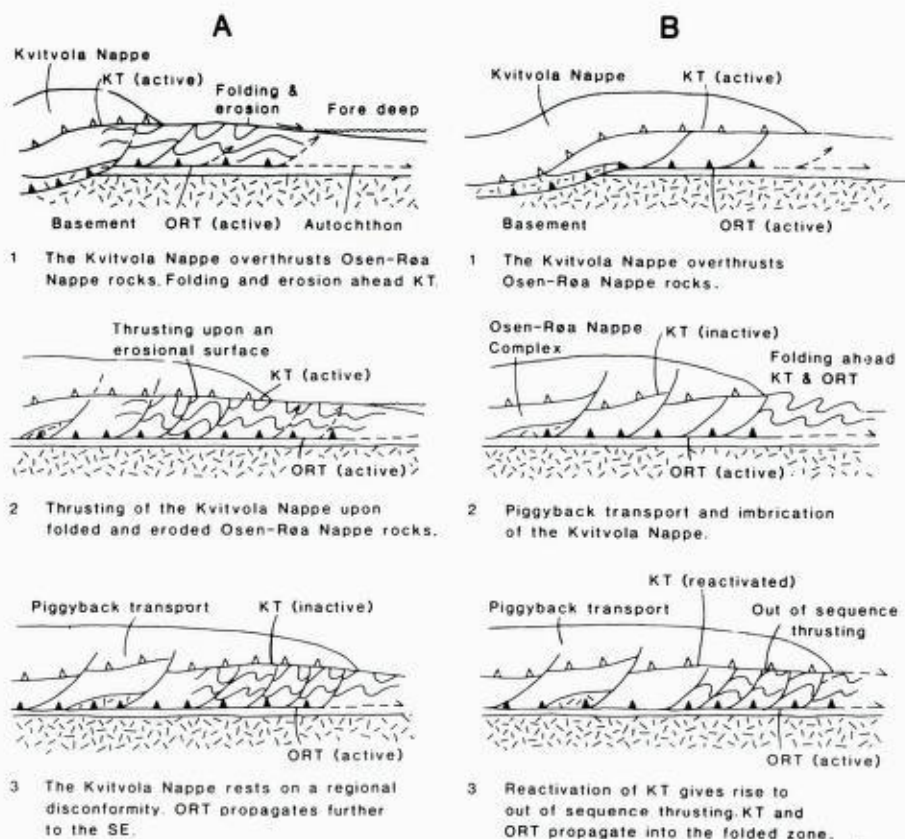 A
Kvitvola Nappe
KT (active)
Folding &
erosion
Fore deep
Basement
ORT (active)
Autochthon
1 The Kvitvola Nappe overthrusts Osen-Røa
Nappe rocks. Folding and erosion ahead KT.
Thrusting upon an
erosional surface
KT (active)
ORT (active)
2 Thrusting of the Kvitvola Nappe upon
folded and eroded Osen-Røa Nappe rocks.
Piggyback transport
KT (inactive)
ORT (active)
3 The Kvitvola Nappe rests on a regional
disconformity. ORT propagates further
to the SE.
B
Kvitvola Nappe
KT (active)
Basement
ORT (active)
1 The Kvitvola Nappe overthrusts
Osen-Røa Nappe rocks.
Osen-Røa Nappe
Complex
KT (inactive)
Folding ahead
KT & ORT
ORT (active)
2 Piggyback transport and imbrication
of the Kvitvola Nappe.
KT (reactivated)
Piggyback transport
Out of sequence
thrusting
ORT (active)
3 Reactivation of KT gives rise to
out of sequence thrusting. KT and
ORT propagate into the folded zone.